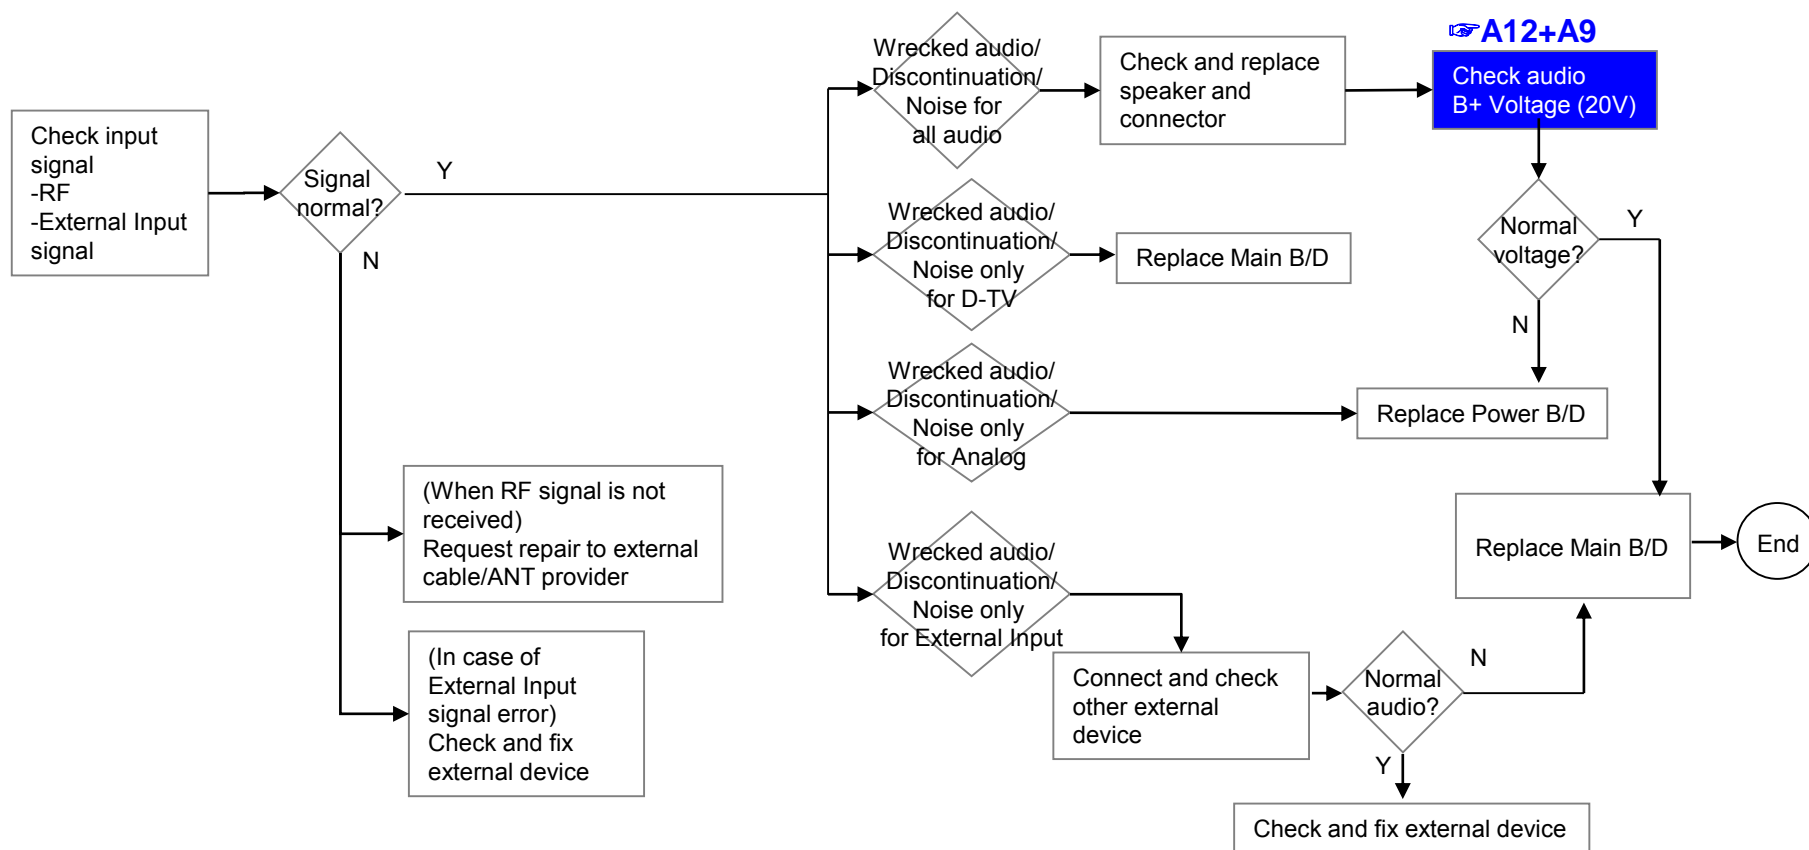 Check input
signal
-RF
-External Input
signal
Signal
normal?
Y
N
(When RF signal is not
received)
Request repair to external
cable/ANT provider
(In case of
External Input
signal error)
Check and fix
external device
Wrecked audio/
Discontinuation/
Noise for
all audio
Check and replace
speaker and
connector
☞A12+A9
Check audio
B+ Voltage (20V)
Normal
voltage?
Y
N
Wrecked audio/
Discontinuation/
Noise only
for D-TV
Replace Main B/D
Wrecked audio/
Discontinuation/
Noise only
for Analog
Replace Power B/D
Wrecked audio/
Discontinuation/
Noise only
for External Input
Connect and check
other external
device
Normal
audio?
N
Y
Replace Main B/D
End
Check and fix external device